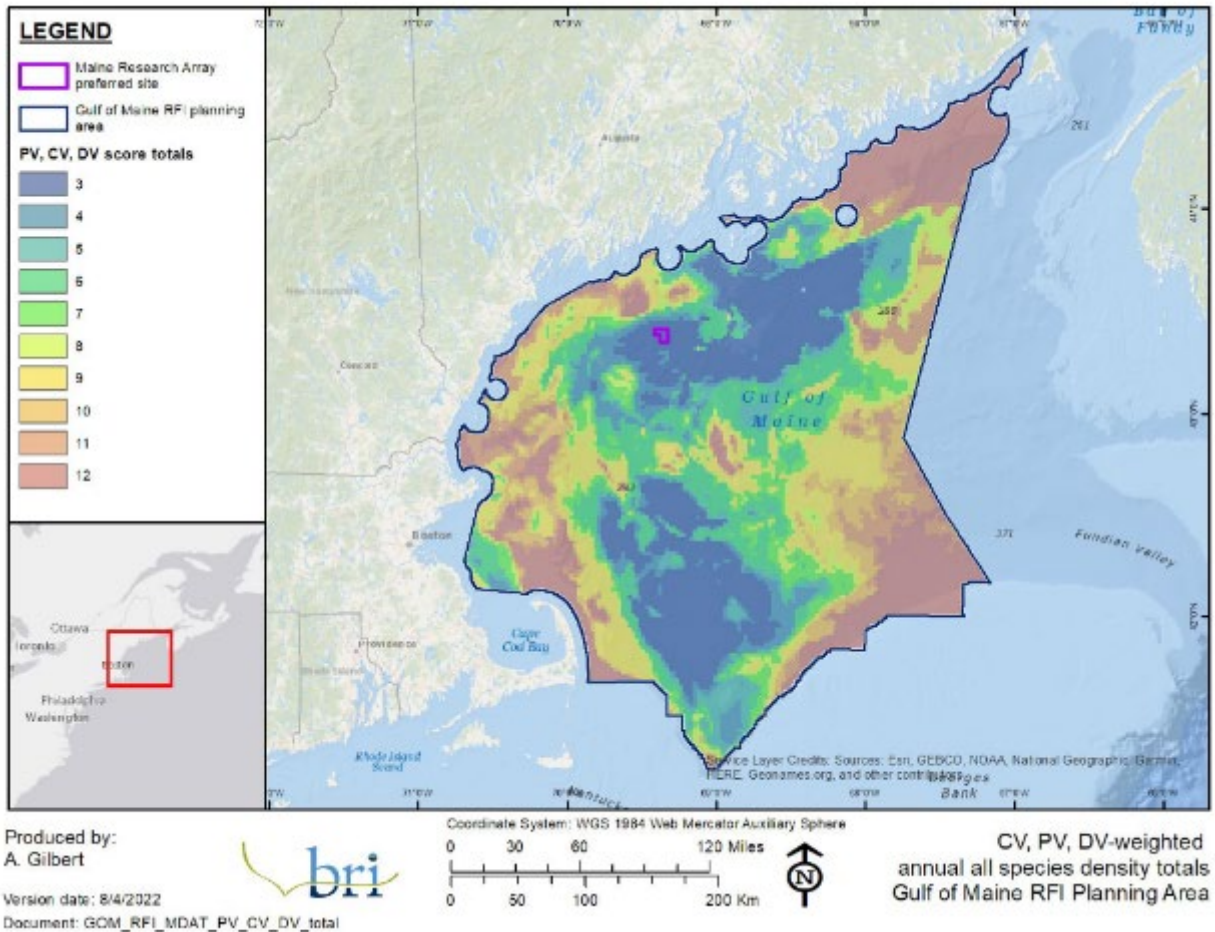 LEGEND
Maine Research Array
preferred site
Gulf of Maine RFI planning
area
PV, CV, DV score totals
3
4
5
6
7
8
9
10
11
12
Augusta
Concord
Boston
Providence
Rhode Island
Cape
Cod Bay
Rhode Island
Sound
Gulf of
Maine
Fundy
Fundian Valley
Bank
Service Layer Credits: Sources: Esri, GEBCO, NOAA, National Geographic, Garmin,
HERE, Geonames.org, and other contributors
Ottawa
Toronto
Boston
Philadelphia
Washington
Produced by:
A. Gilbert
Version date: 8/4/2022
Document: GOM_RFI_MDAT_PV_CV_DV_total
bri
Coordinate System: WGS 1984 Web Mercator Auxiliary Sphere
0 30 60 120 Miles
0 50 100 200 Km
N
CV, PV, DV-weighted
annual all species density totals
Gulf of Maine RFI Planning Area